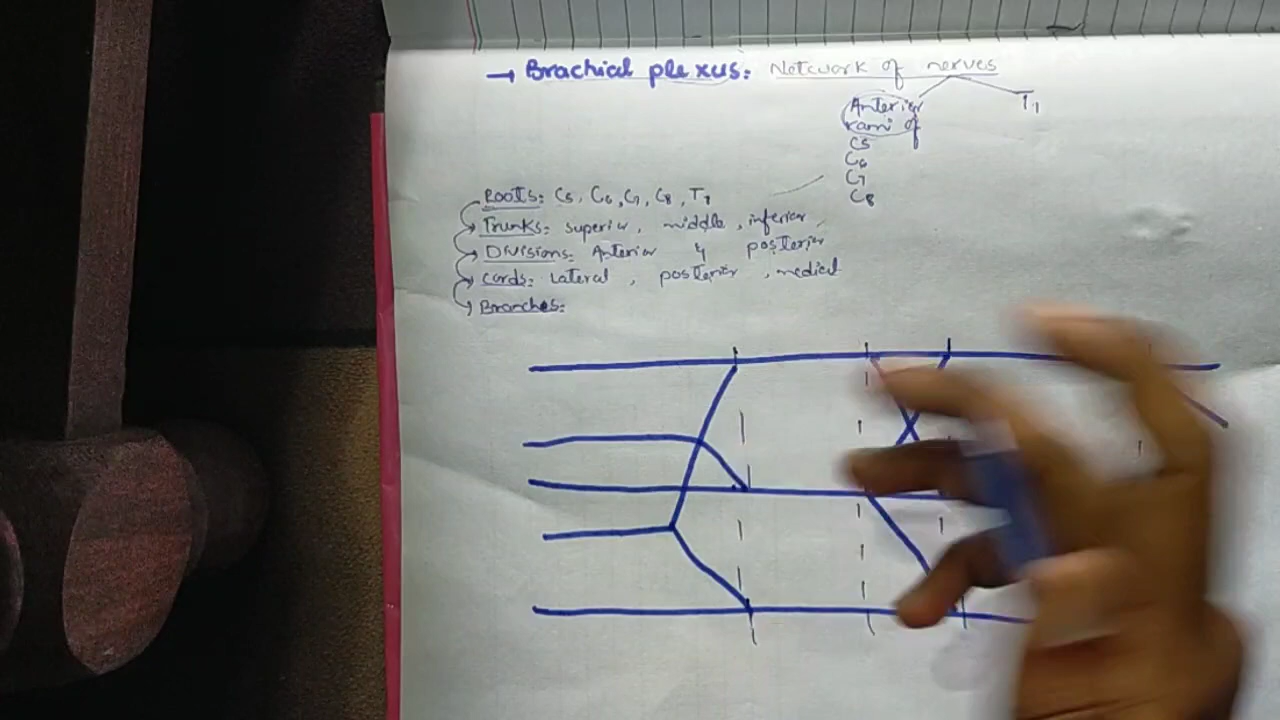 → Brachial plexus: Network of nerves
Anterior
rami of
T1
C5
C6
C7
C8
Roots: C5, C6, C7, C8, T1
Trunks: superior, middle, inferior
Divisions: Anterior & posterior
Cords: Lateral, posterior, medial
Branches: